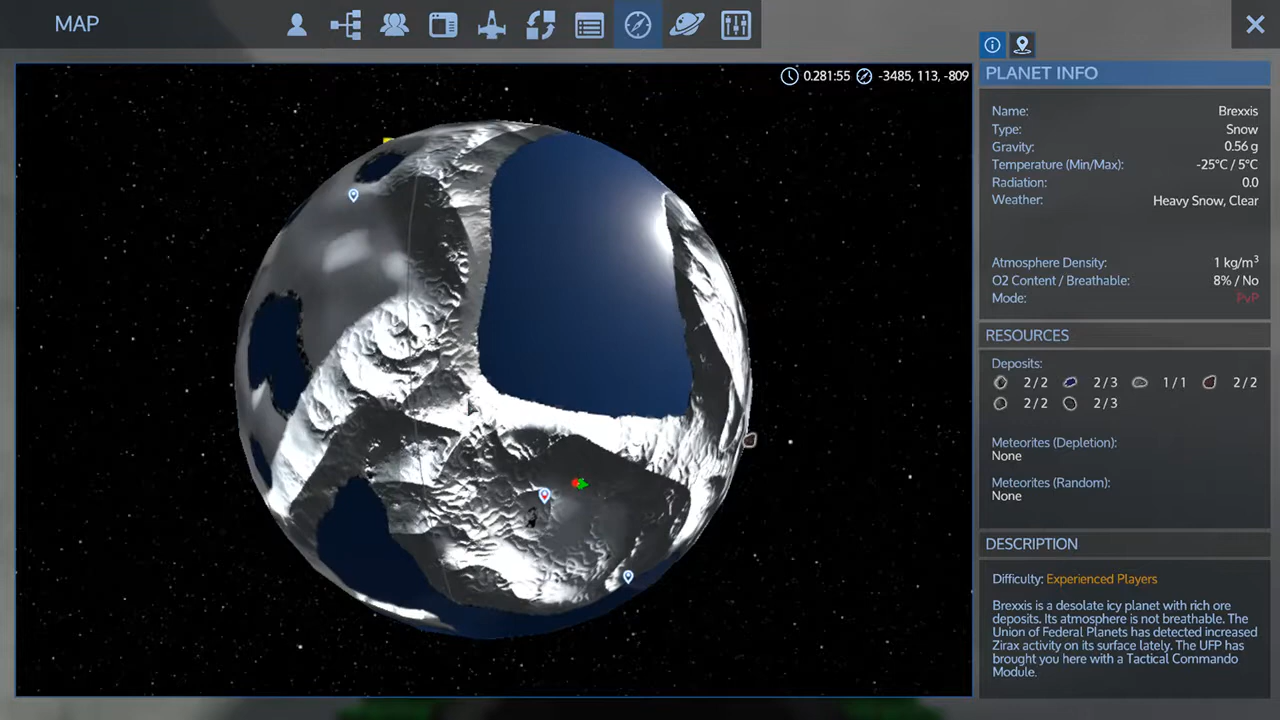 MAP
0.281:55 -3485, 113, -809
PLANET INFO
Name: Brexxis
Type: Snow
Gravity: 0.56 g
Temperature (Min/Max): -25°C / 5°C
Radiation: 0.0
Weather: Heavy Snow, Clear
Atmosphere Density: 1 kg/m³
O2 Content / Breathable: 8% / No
Mode: PvP
RESOURCES
Deposits:
2/2 2/3 1/1 2/2
2/2 2/3
Meteorites (Depletion):
None
Meteorites (Random):
None
DESCRIPTION
Difficulty: Experienced Players
Brexxis is a desolate icy planet with rich ore
deposits. Its atmosphere is not breathable. The
Union of Federal Planets has detected increased
Zirax activity on its surface lately. The UFP has
brought you here with a Tactical Commando
Module.